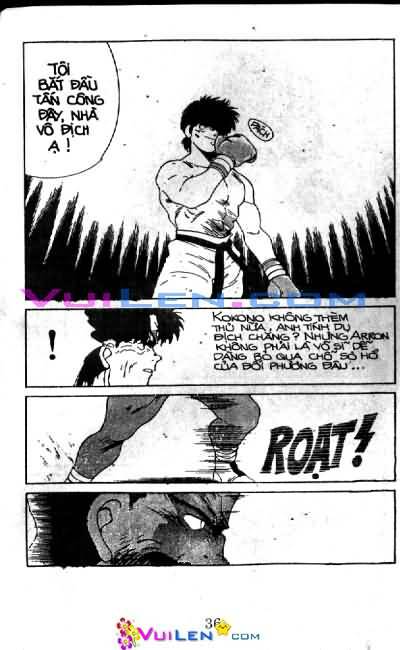 TÔI
BẮT ĐẦU
TẤN CÔNG
ĐÂY, NHÀ
VÔ ĐỊCH
Ạ!
BỊCH
VUILEN.COM
!
KOKONO KHÔNG THÈM
THỦ NỮA, ANH TÍNH DỤ
ĐỊCH CHĂNG? NHƯNG ARRON
KHÔNG PHẢI LÀ VÕ SĨ DỄ
DÀNG BỎ QUA CHỖ SƠ HỞ
CỦA ĐỐI PHƯƠNG ĐÂU...
ROẠT!
36
VUILEN.COM